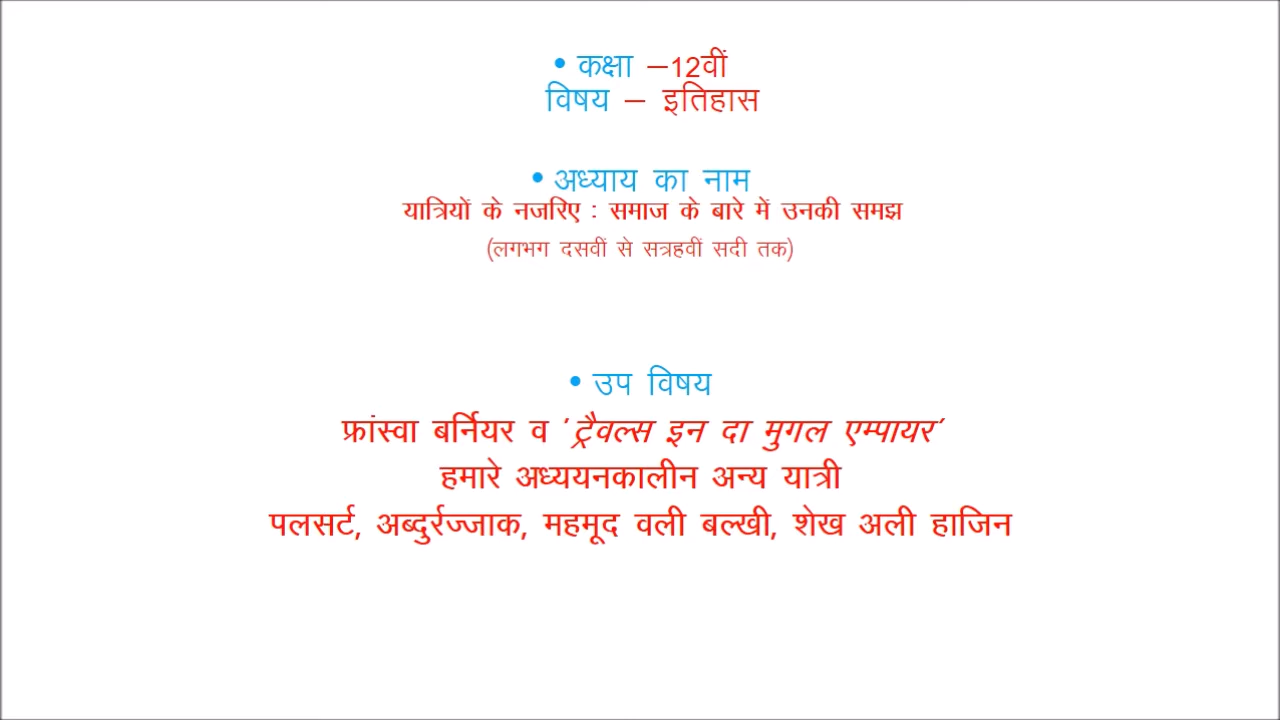 • कक्षा –12वीं
विषय – इतिहास
• अध्याय का नाम
यात्रियों के नजरिए : समाज के बारे में उनकी समझ
(लगभग दसवीं से सत्रहवीं सदी तक)
• उप विषय
फ्रांस्वा बर्नियर व 'ट्रैवल्स इन दा मुगल एम्पायर'
हमारे अध्ययनकालीन अन्य यात्री
पलसर्ट, अब्दुर्रज्जाक, महमूद वली बल्खी, शेख अली हाजिन